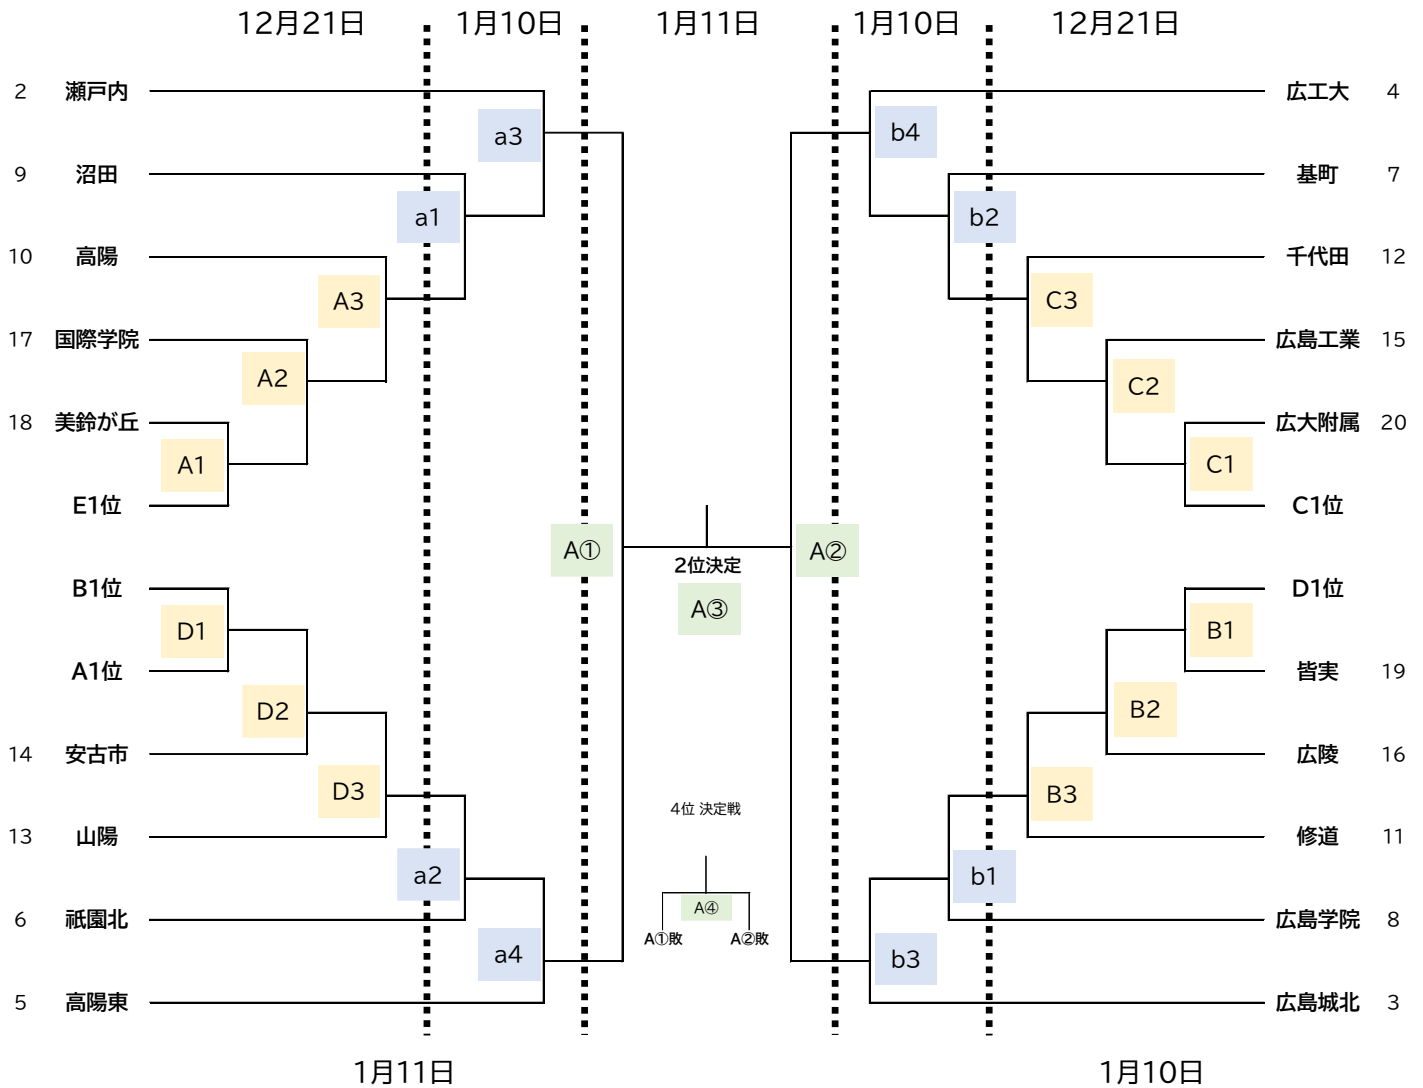 12月21日 1月10日 1月11日 1月10日 12月21日
2 瀬戸内
a3
9 沼田
a1
10 高陽
A3
17 国際学院
A2
18 美鈴が丘
A1
E1位
B1位
D1
A1位
D2
14 安古市
D3
13 山陽
a2
6 祇園北
a4
5 高陽東
A①
2位決定
A③
A②
4位 決定戦
A④
A①敗 A②敗
広工大 4
b4
基町 7
b2
千代田 12
C3
広島工業 15
C2
広大附属 20
C1
C1位
D1位
B1
皆実 19
B2
広陵 16
B3
修道 11
b1
広島学院 8
b3
広島城北 3
1月11日 1月10日